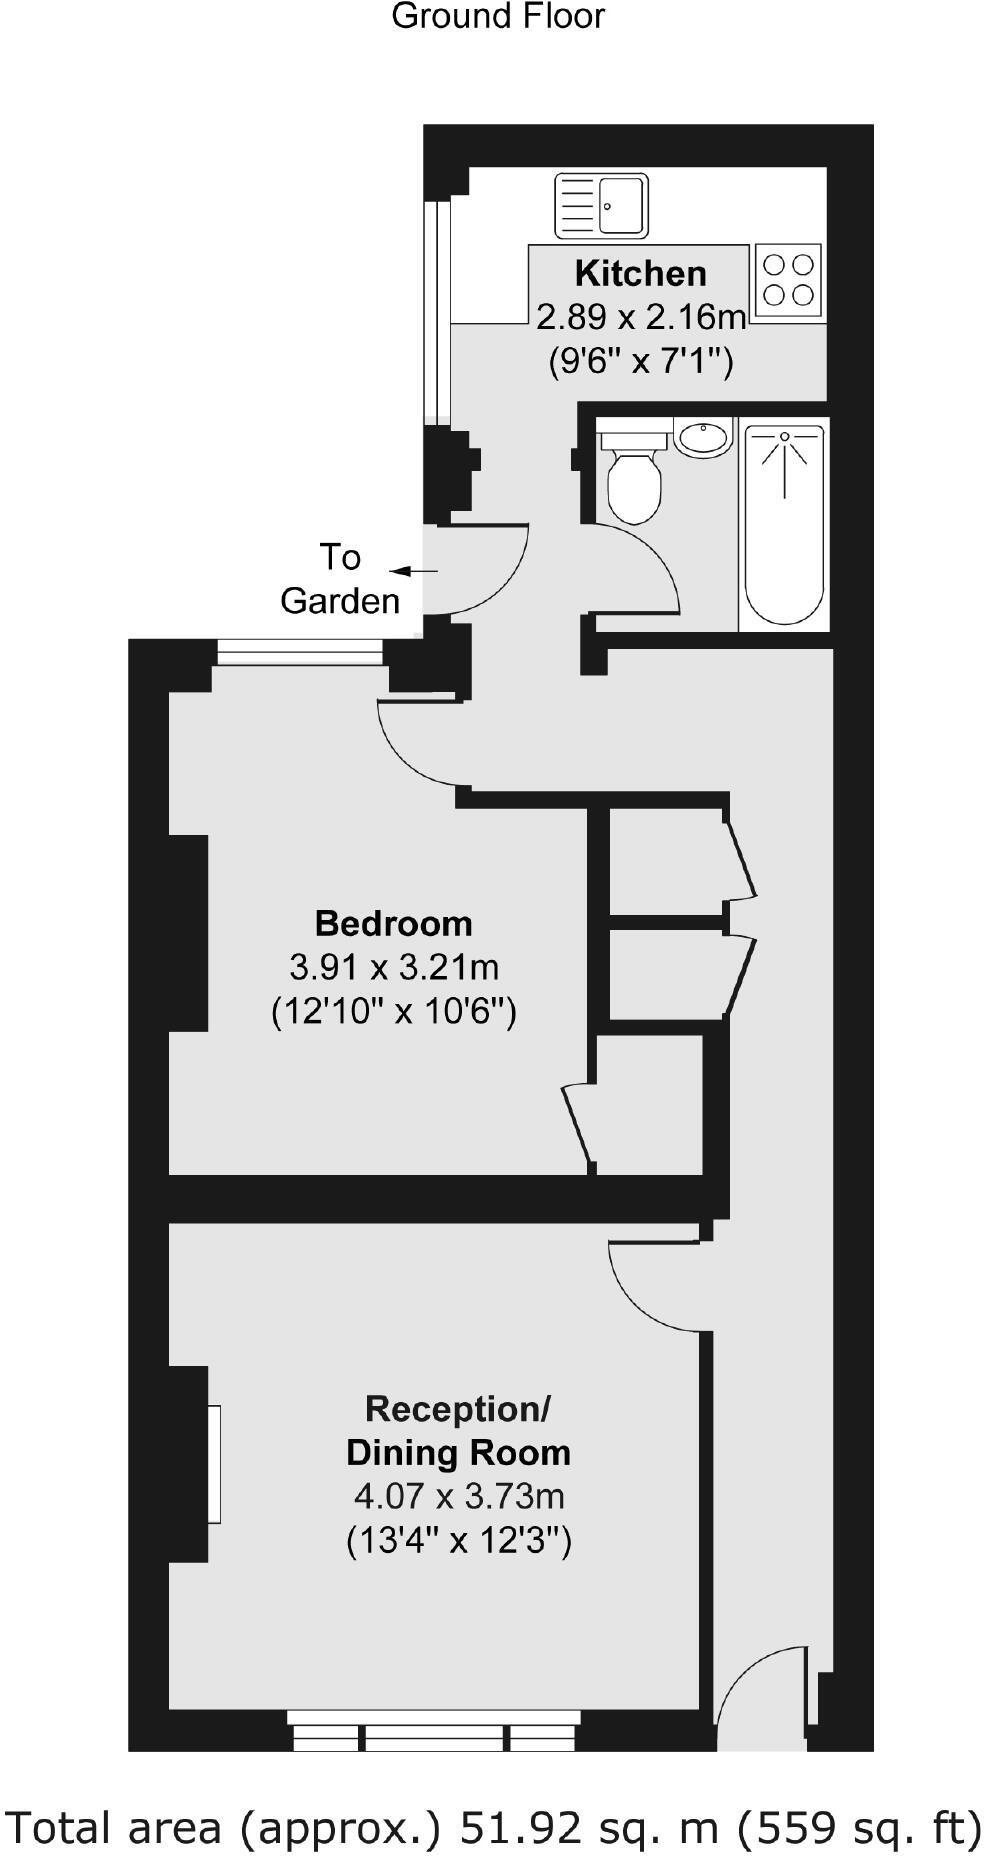 Ground Floor
Kitchen
2.89 x 2.16m
(9'6" x 7'1")
To
Garden
Bedroom
3.91 x 3.21m
(12'10" x 10'6")
Reception/
Dining Room
4.07 x 3.73m
(13'4" x 12'3")
Total area (approx.) 51.92 sq. m (559 sq. ft)